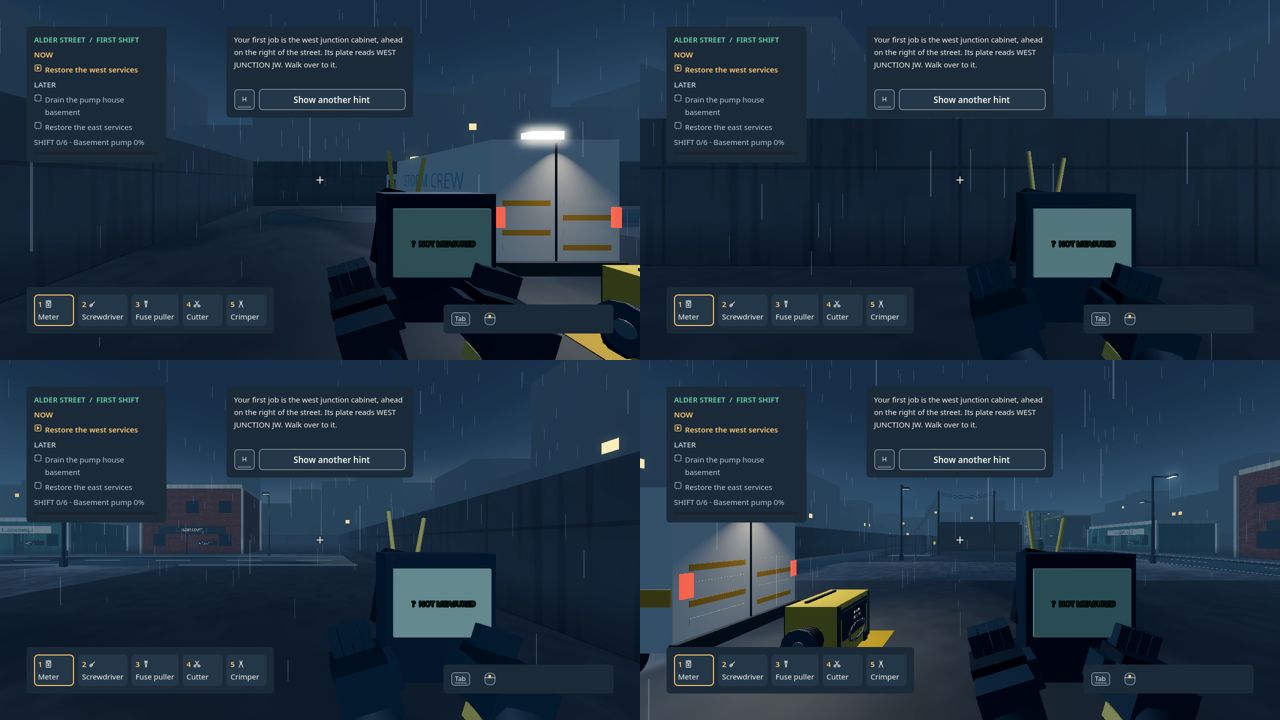 ALDER STREET / FIRST SHIFT
NOW
Restore the west services
LATER
Drain the pump house
basement
Restore the east services
SHIFT 0/6 · Basement pump 0%
Your first job is the west junction cabinet, ahead
on the right of the street. Its plate reads WEST
JUNCTION JW. Walk over to it.
H Show another hint
STORM CREW
? NOT MEASURED
1 2 3 4 5
Meter Screwdriver Fuse puller Cutter Crimper
Tab
ALDER STREET / FIRST SHIFT
NOW
Restore the west services
LATER
Drain the pump house
basement
Restore the east services
SHIFT 0/6 · Basement pump 0%
Your first job is the west junction cabinet, ahead
on the right of the street. Its plate reads WEST
JUNCTION JW. Walk over to it.
H Show another hint
? NOT MEASURED
1 2 3 4 5
Meter Screwdriver Fuse puller Cutter Crimper
Tab
ALDER STREET / FIRST SHIFT
NOW
Restore the west services
LATER
Drain the pump house
basement
Restore the east services
SHIFT 0/6 · Basement pump 0%
Your first job is the west junction cabinet, ahead
on the right of the street. Its plate reads WEST
JUNCTION JW. Walk over to it.
H Show another hint
? NOT MEASURED
1 2 3 4 5
Meter Screwdriver Fuse puller Cutter Crimper
Tab
ALDER STREET / FIRST SHIFT
NOW
Restore the west services
LATER
Drain the pump house
basement
Restore the east services
SHIFT 0/6 · Basement pump 0%
Your first job is the west junction cabinet, ahead
on the right of the street. Its plate reads WEST
JUNCTION JW. Walk over to it.
H Show another hint
? NOT MEASURED
1 2 3 4 5
Meter Screwdriver Fuse puller Cutter Crimper
Tab